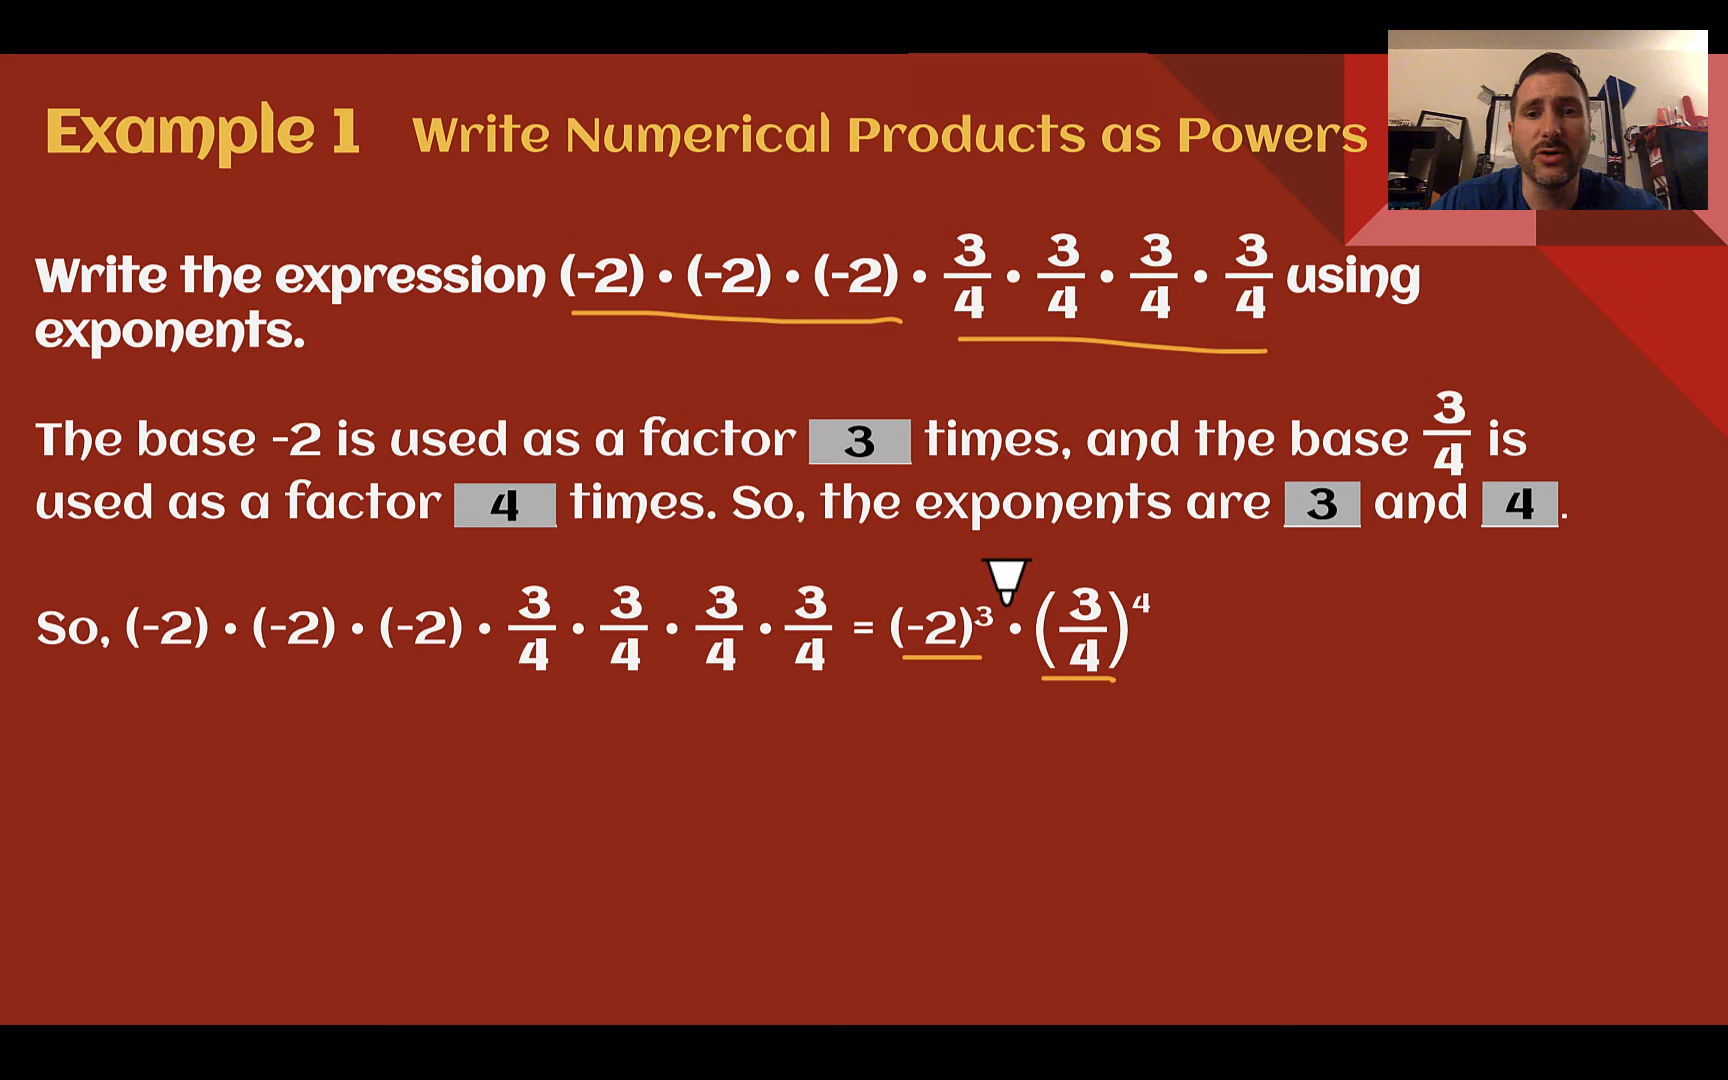 Example 1 Write Numerical Products as Powers
Write the expression (-2) • (-2) • (-2) • 3/4 • 3/4 • 3/4 • 3/4 using
exponents.
The base -2 is used as a factor 3 times, and the base 3/4 is
used as a factor 4 times. So, the exponents are 3 and 4.
So, (-2) • (-2) • (-2) • 3/4 • 3/4 • 3/4 • 3/4 = (-2)³ • (3/4)⁴